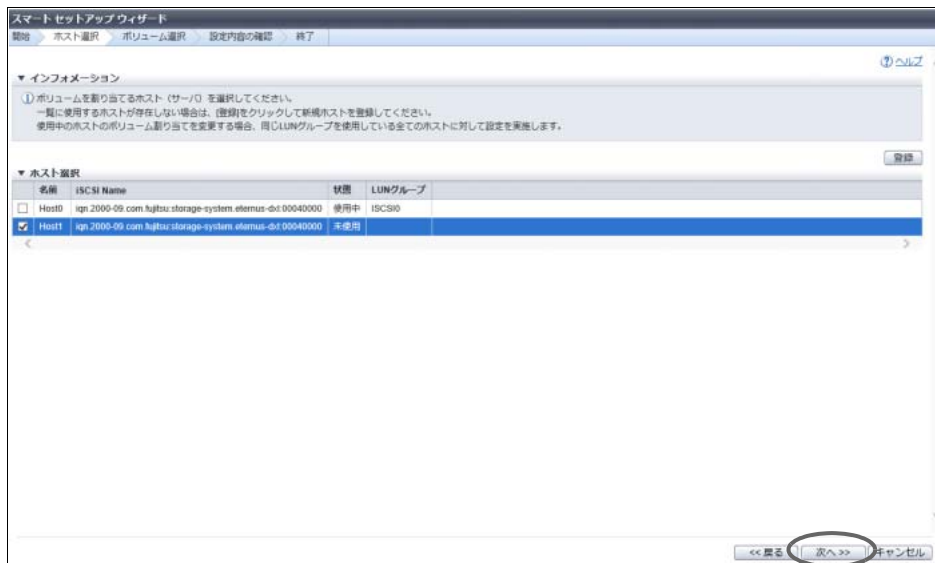 スマート セットアップ ウィザード
開始 ホスト選択 ボリューム選択 設定内容の確認 終了
ヘルプ
▼ インフォメーション
ボリュームを割り当てるホスト（サーバ）を選択してください。
一覧に使用するホストが存在しない場合は、[登録]をクリックして新規ホストを登録してください。
使用中のホストのボリューム割り当てを変更する場合、同じLUNグループを使用している全てのホストに対して設定を実施します。
登録
▼ ホスト選択
名前 iSCSI Name 状態 LUNグループ
Host0 iqn.2000-09.com.fujitsu:storage-system.eternus-dxl:00040000 使用中 ISCSI0
Host1 iqn.2000-09.com.fujitsu:storage-system.eternus-dxl:00040000 未使用
<< 戻る 次へ >> キャンセル